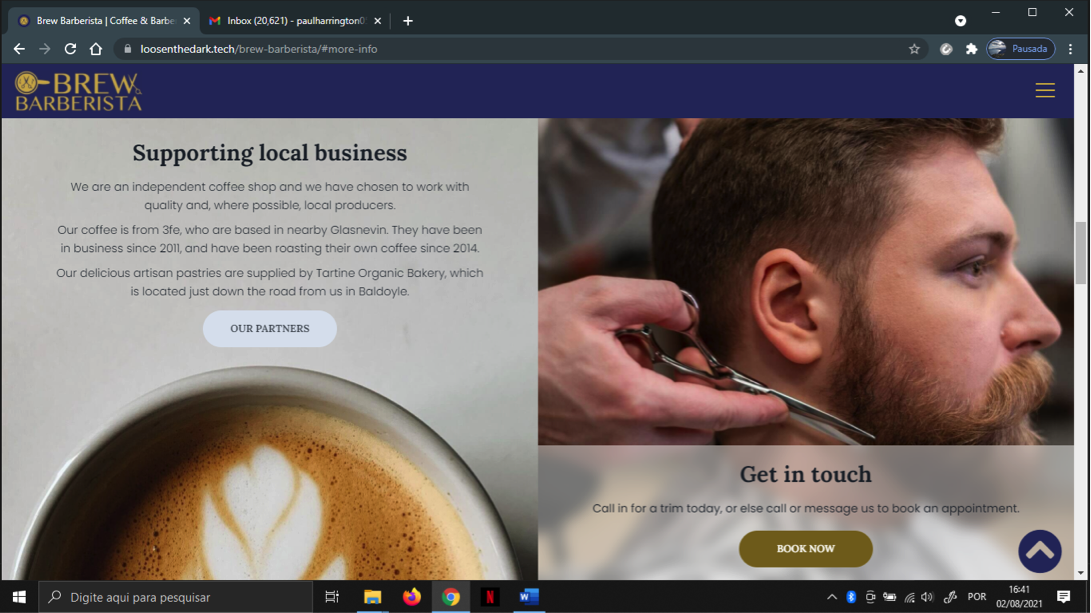 Brew Barberista | Coffee & Barbe
Inbox (20,621) - paulharrington0
loosenthedark.tech/brew-barberista/#more-info
Pausada
BREW
BARBERISTA
Supporting local business
We are an independent coffee shop and we have chosen to work with
quality and, where possible, local producers.
Our coffee is from 3fe, who are based in nearby Glasnevin. They have been
in business since 2011, and have been roasting their own coffee since 2014.
Our delicious artisan pastries are supplied by Tartine Organic Bakery, which
is located just down the road from us in Baldoyle.
OUR PARTNERS
Get in touch
Call in for a trim today, or else call or message us to book an appointment.
BOOK NOW
Digite aqui para pesquisar
N
W
POR
16:41
02/08/2021